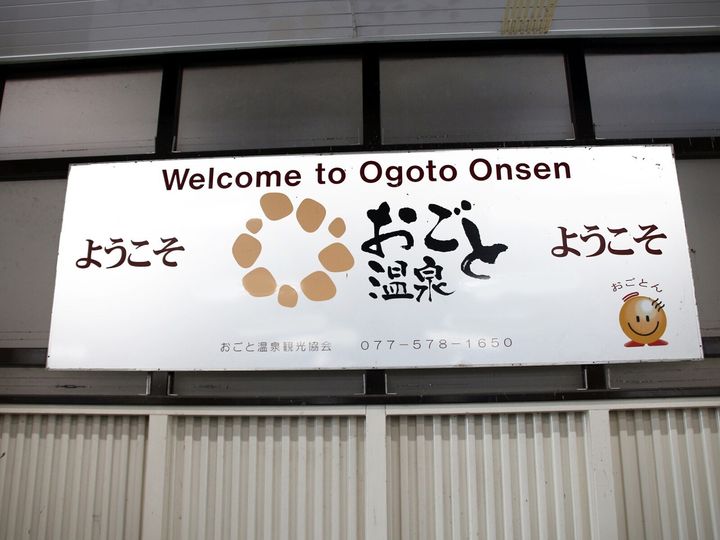 Welcome to Ogoto Onsen
ようこそ
おごと
温泉
ようこそ
おごとん
おごと温泉観光協会 077-578-1650